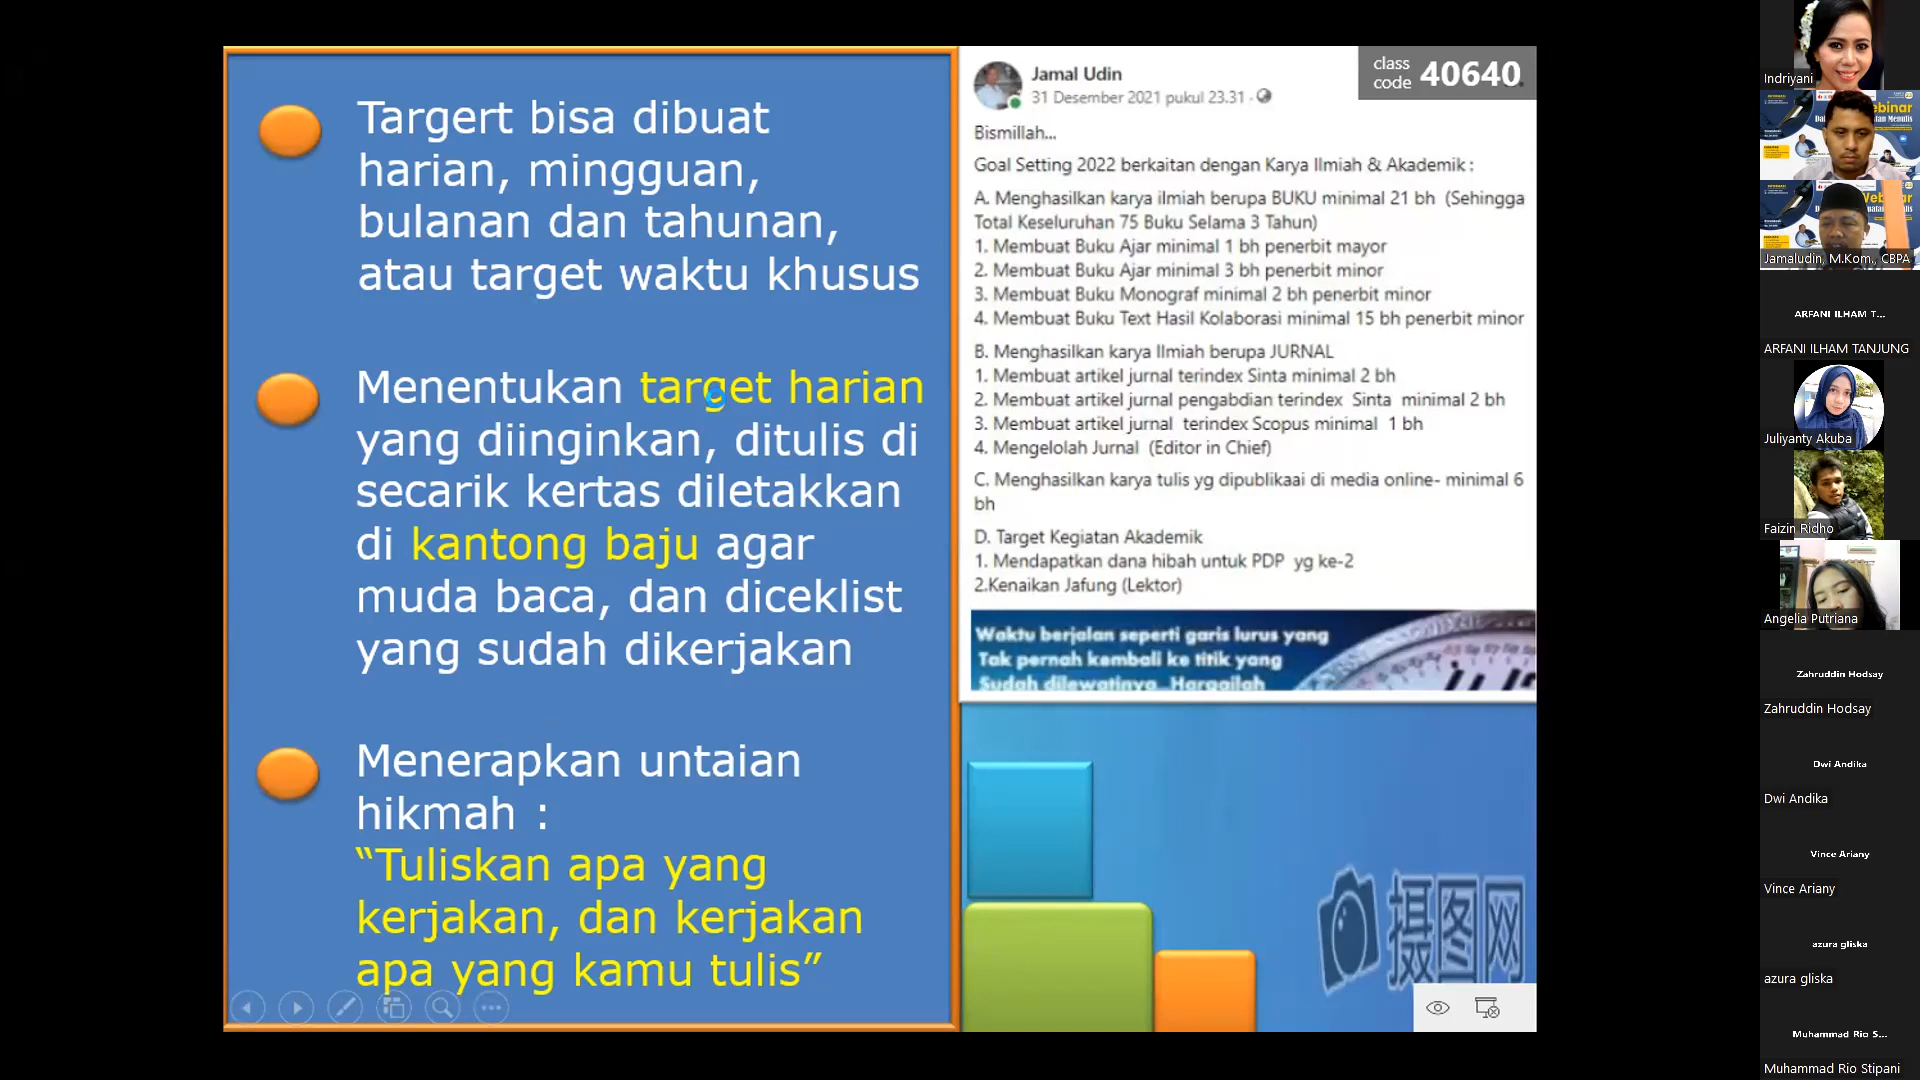 Targert bisa dibuat
harian, mingguan,
bulanan dan tahunan,
atau target waktu khusus
Menentukan target harian
yang diinginkan, ditulis di
secarik kertas diletakkan
di kantong baju agar
muda baca, dan diceklist
yang sudah dikerjakan
Menerapkan untaian
hikmah :
“Tuliskan apa yang
kerjakan, dan kerjakan
apa yang kamu tulis”
class
code 40640
Jamal Udin
31 Desember 2021 pukul 23.31 ·
Bismillah...
Goal Setting 2022 berkaitan dengan Karya Ilmiah & Akademik :
A. Menghasilkan karya ilmiah berupa BUKU minimal 21 bh (Sehingga
Total Keseluruhan 75 Buku Selama 3 Tahun)
1. Membuat Buku Ajar minimal 1 bh penerbit mayor
2. Membuat Buku Ajar minimal 3 bh penerbit minor
3. Membuat Buku Monograf minimal 2 bh penerbit minor
4. Membuat Buku Text Hasil Kolaborasi minimal 15 bh penerbit minor
B. Menghasilkan karya Ilmiah berupa JURNAL
1. Membuat artikel jurnal terindex Sinta minimal 2 bh
2. Membuat artikel jurnal pengabdian terindex Sinta minimal 2 bh
3. Membuat artikel jurnal terindex Scopus minimal 1 bh
4. Mengelolah Jurnal (Editor in Chief)
C. Menghasilkan karya tulis yg dipublikaai di media online- minimal 6
bh
D. Target Kegiatan Akademik
1. Mendapatkan dana hibah untuk PDP yg ke-2
2.Kenaikan Jafung (Lektor)
Waktu berjalan seperti garis lurus yang
Tak pernah kembali ke titik yang
Sudah dilewatinya Hargailah
摄图网
Indriyani
ebinar
Webinar
Jamaludin, M.Kom., CBPA
ARFANI ILHAM T...
ARFANI ILHAM TANJUNG
Juliyanty Akuba
Faizin Ridho
Angelia Putriana
Zahruddin Hodsay
Zahruddin Hodsay
Dwi Andika
Dwi Andika
Vince Ariany
Vince Ariany
azura gliska
azura gliska
Muhammad Rio S...
Muhammad Rio Stipani